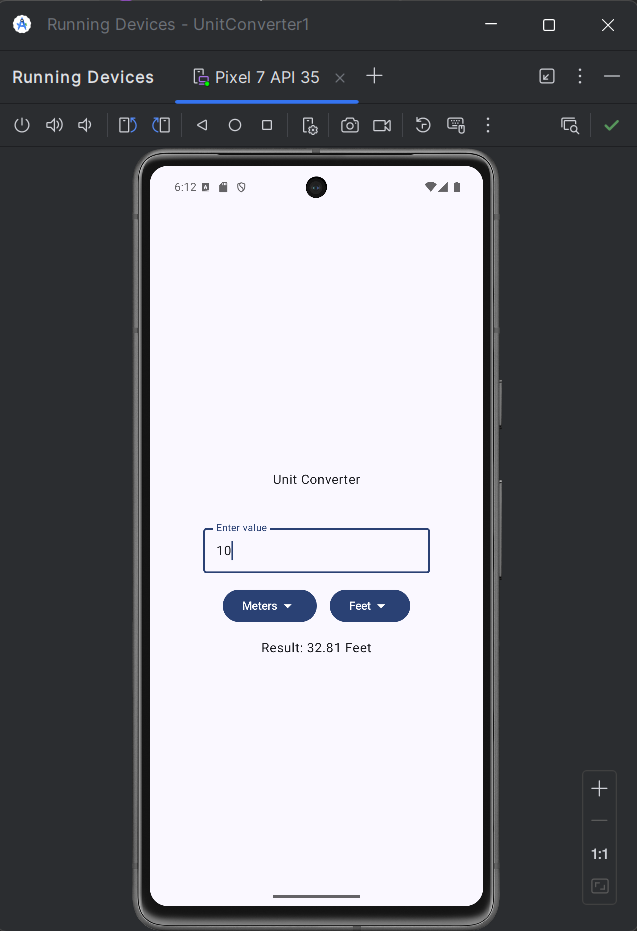 Running Devices - UnitConverter1
Running Devices
Pixel 7 API 35
6:12
Unit Converter
Enter value
10
Meters
Feet
Result: 32.81 Feet
1:1